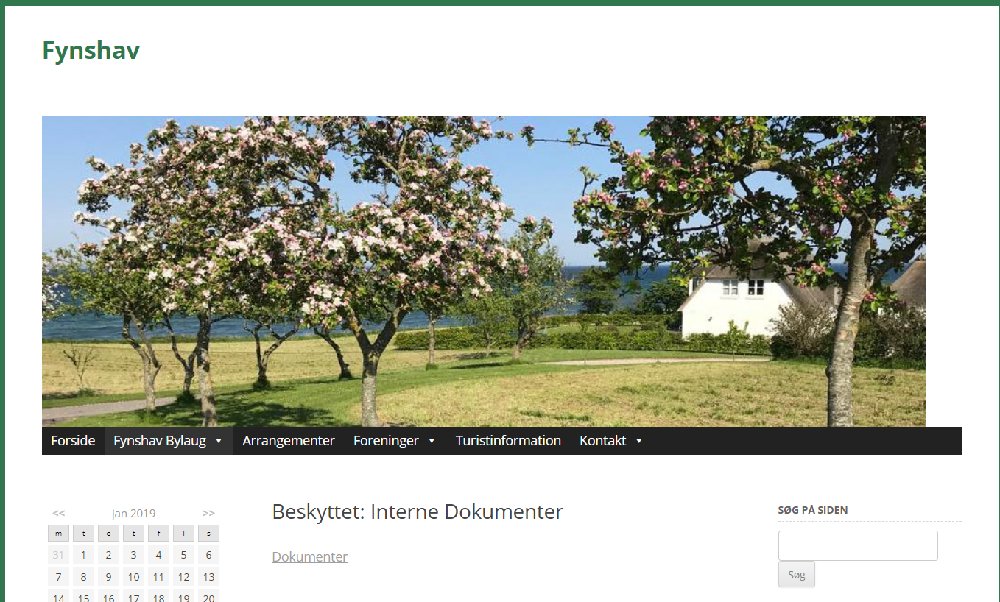 Fynshav
Forside Fynshav Bylaug Arrangementer Foreninger Turistinformation Kontakt
<< jan 2019 >>
m t o t f l s
31 1 2 3 4 5 6
7 8 9 10 11 12 13
14 15 16 17 18 19 20
Beskyttet: Interne Dokumenter
Dokumenter
SØG PÅ SIDEN
Søg